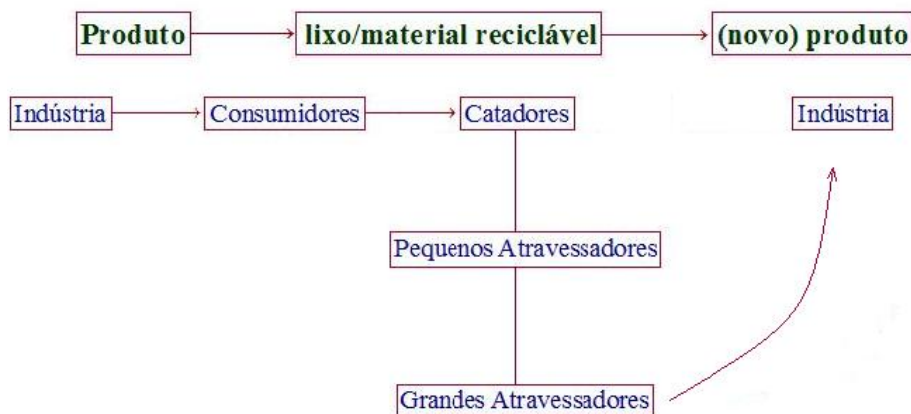 Produto lixo/material reciclável (novo) produto
Indústria Consumidores Catadores Indústria
Pequenos Atravessadores
Grandes Atravessadores